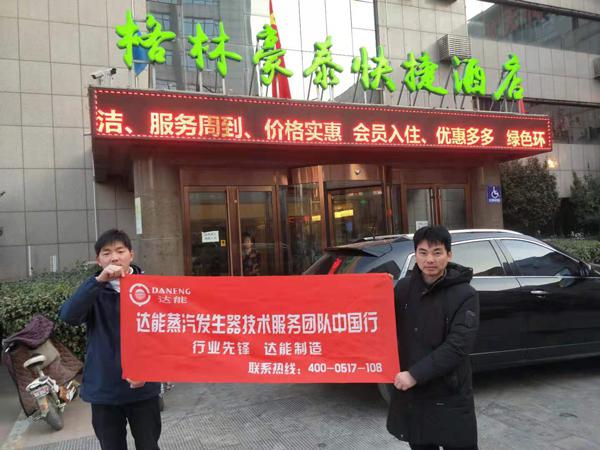 格林豪泰快捷酒店
洁、服务周到、价格实惠 会员入住、优惠多多 绿色环
DANENG
达能
达能蒸汽发生器技术服务团队中国行
行业先锋 达能制造
联系热线：400-0517-108